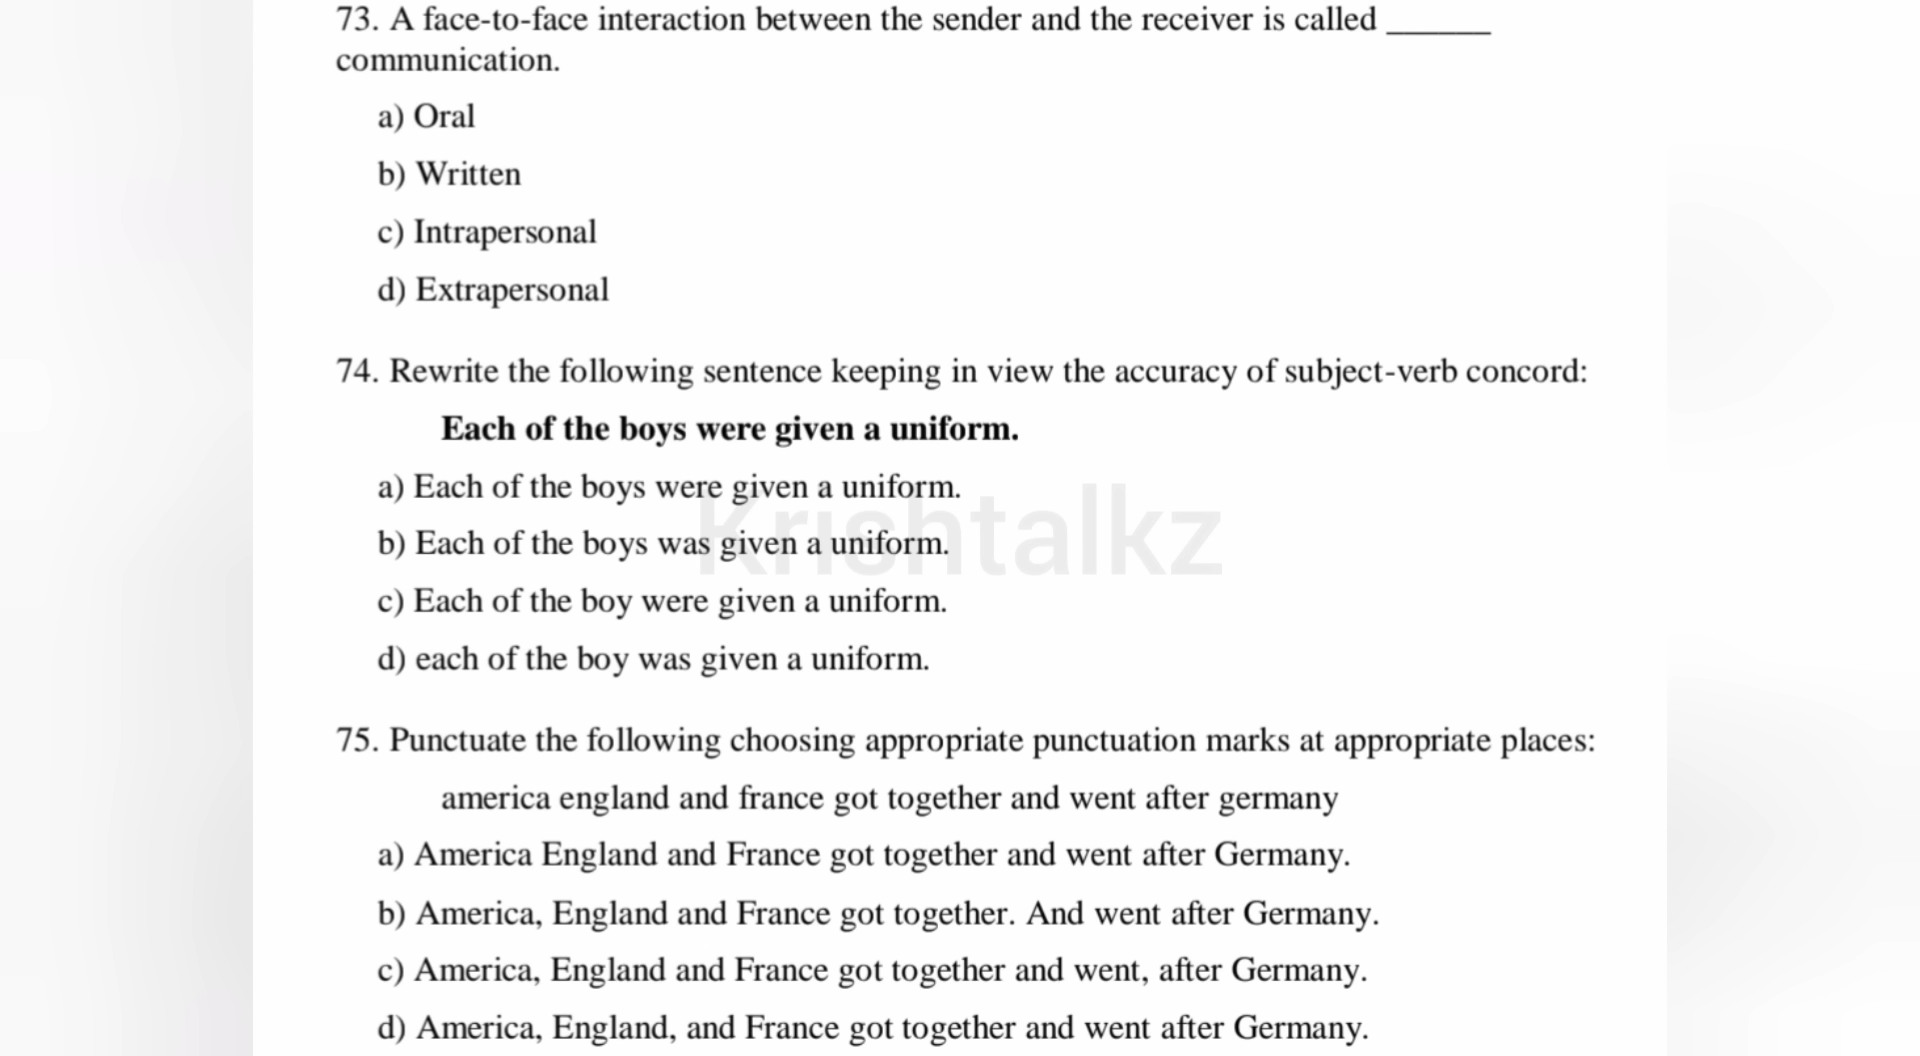 73. A face-to-face interaction between the sender and the receiver is called ______
communication.
a) Oral
b) Written
c) Intrapersonal
d) Extrapersonal
74. Rewrite the following sentence keeping in view the accuracy of subject-verb concord:
Each of the boys were given a uniform.
a) Each of the boys were given a uniform.
Krishtalkz
b) Each of the boys was given a uniform.
c) Each of the boy were given a uniform.
d) each of the boy was given a uniform.
75. Punctuate the following choosing appropriate punctuation marks at appropriate places:
america england and france got together and went after germany
a) America England and France got together and went after Germany.
b) America, England and France got together. And went after Germany.
c) America, England and France got together and went, after Germany.
d) America, England, and France got together and went after Germany.